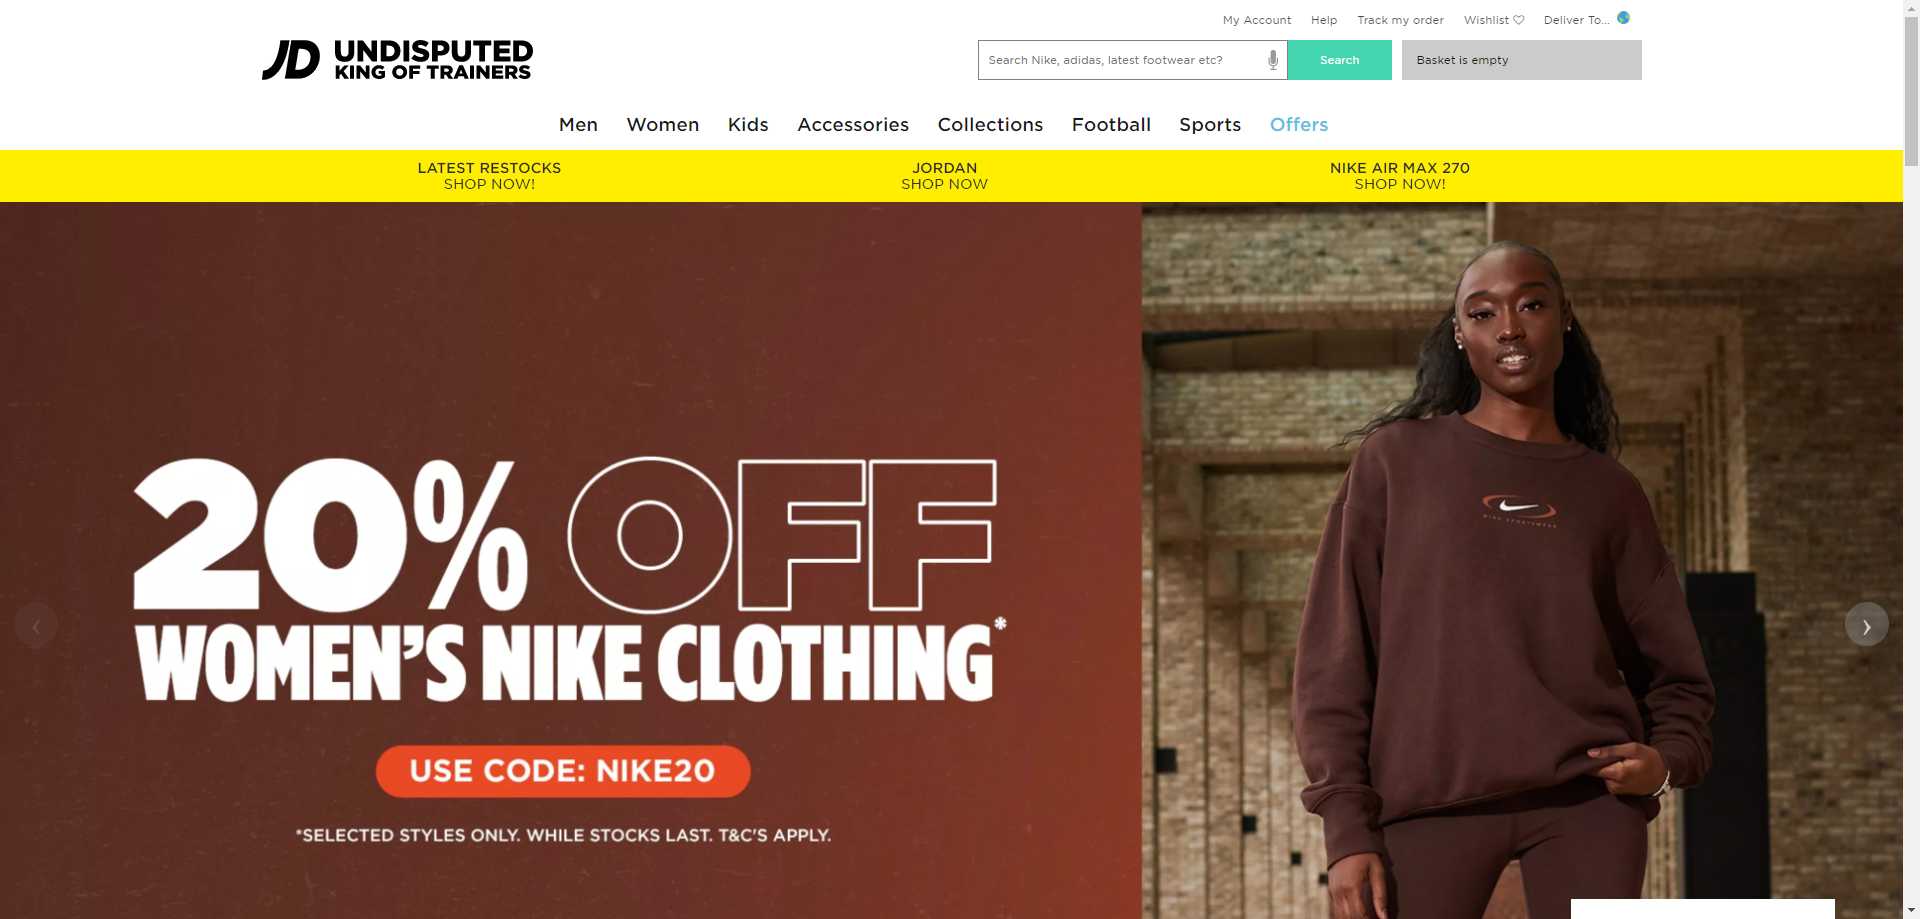 My Account Help Track my order Wishlist Deliver To...
JD UNDISPUTED
KING OF TRAINERS
Search Nike, adidas, latest footwear etc?
Search
Basket is empty
Men Women Kids Accessories Collections Football Sports Offers
LATEST RESTOCKS
SHOP NOW!
JORDAN
SHOP NOW
NIKE AIR MAX 270
SHOP NOW!
20% OFF
WOMEN'S NIKE CLOTHING*
USE CODE: NIKE20
*SELECTED STYLES ONLY. WHILE STOCKS LAST. T&C'S APPLY.
NIKE SPORTSWEAR